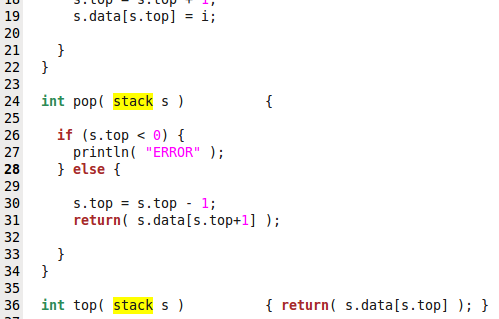 18 s.top = s.top + 1;
19 s.data[s.top] = i;
20
21 }
22 }
23
24 int pop( stack s ) {
25
26 if (s.top < 0) {
27 println( "ERROR" );
28 } else {
29
30 s.top = s.top - 1;
31 return( s.data[s.top+1] );
32
33 }
34 }
35
36 int top( stack s ) { return( s.data[s.top] ); }
37